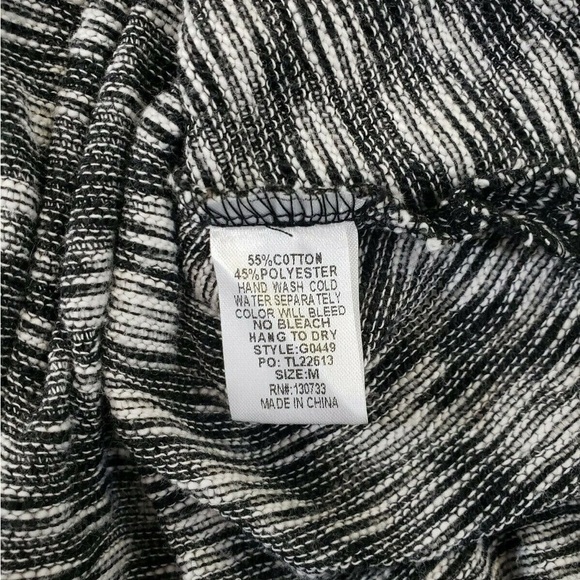 55%COTTON
45%POLYESTER
HAND WASH COLD
WATER SEPARATELY
COLOR WILL BLEED
NO BLEACH
HANG TO DRY
STYLE:G0449
PO: TL22613
SIZE:M
RN#:130733
MADE IN CHINA